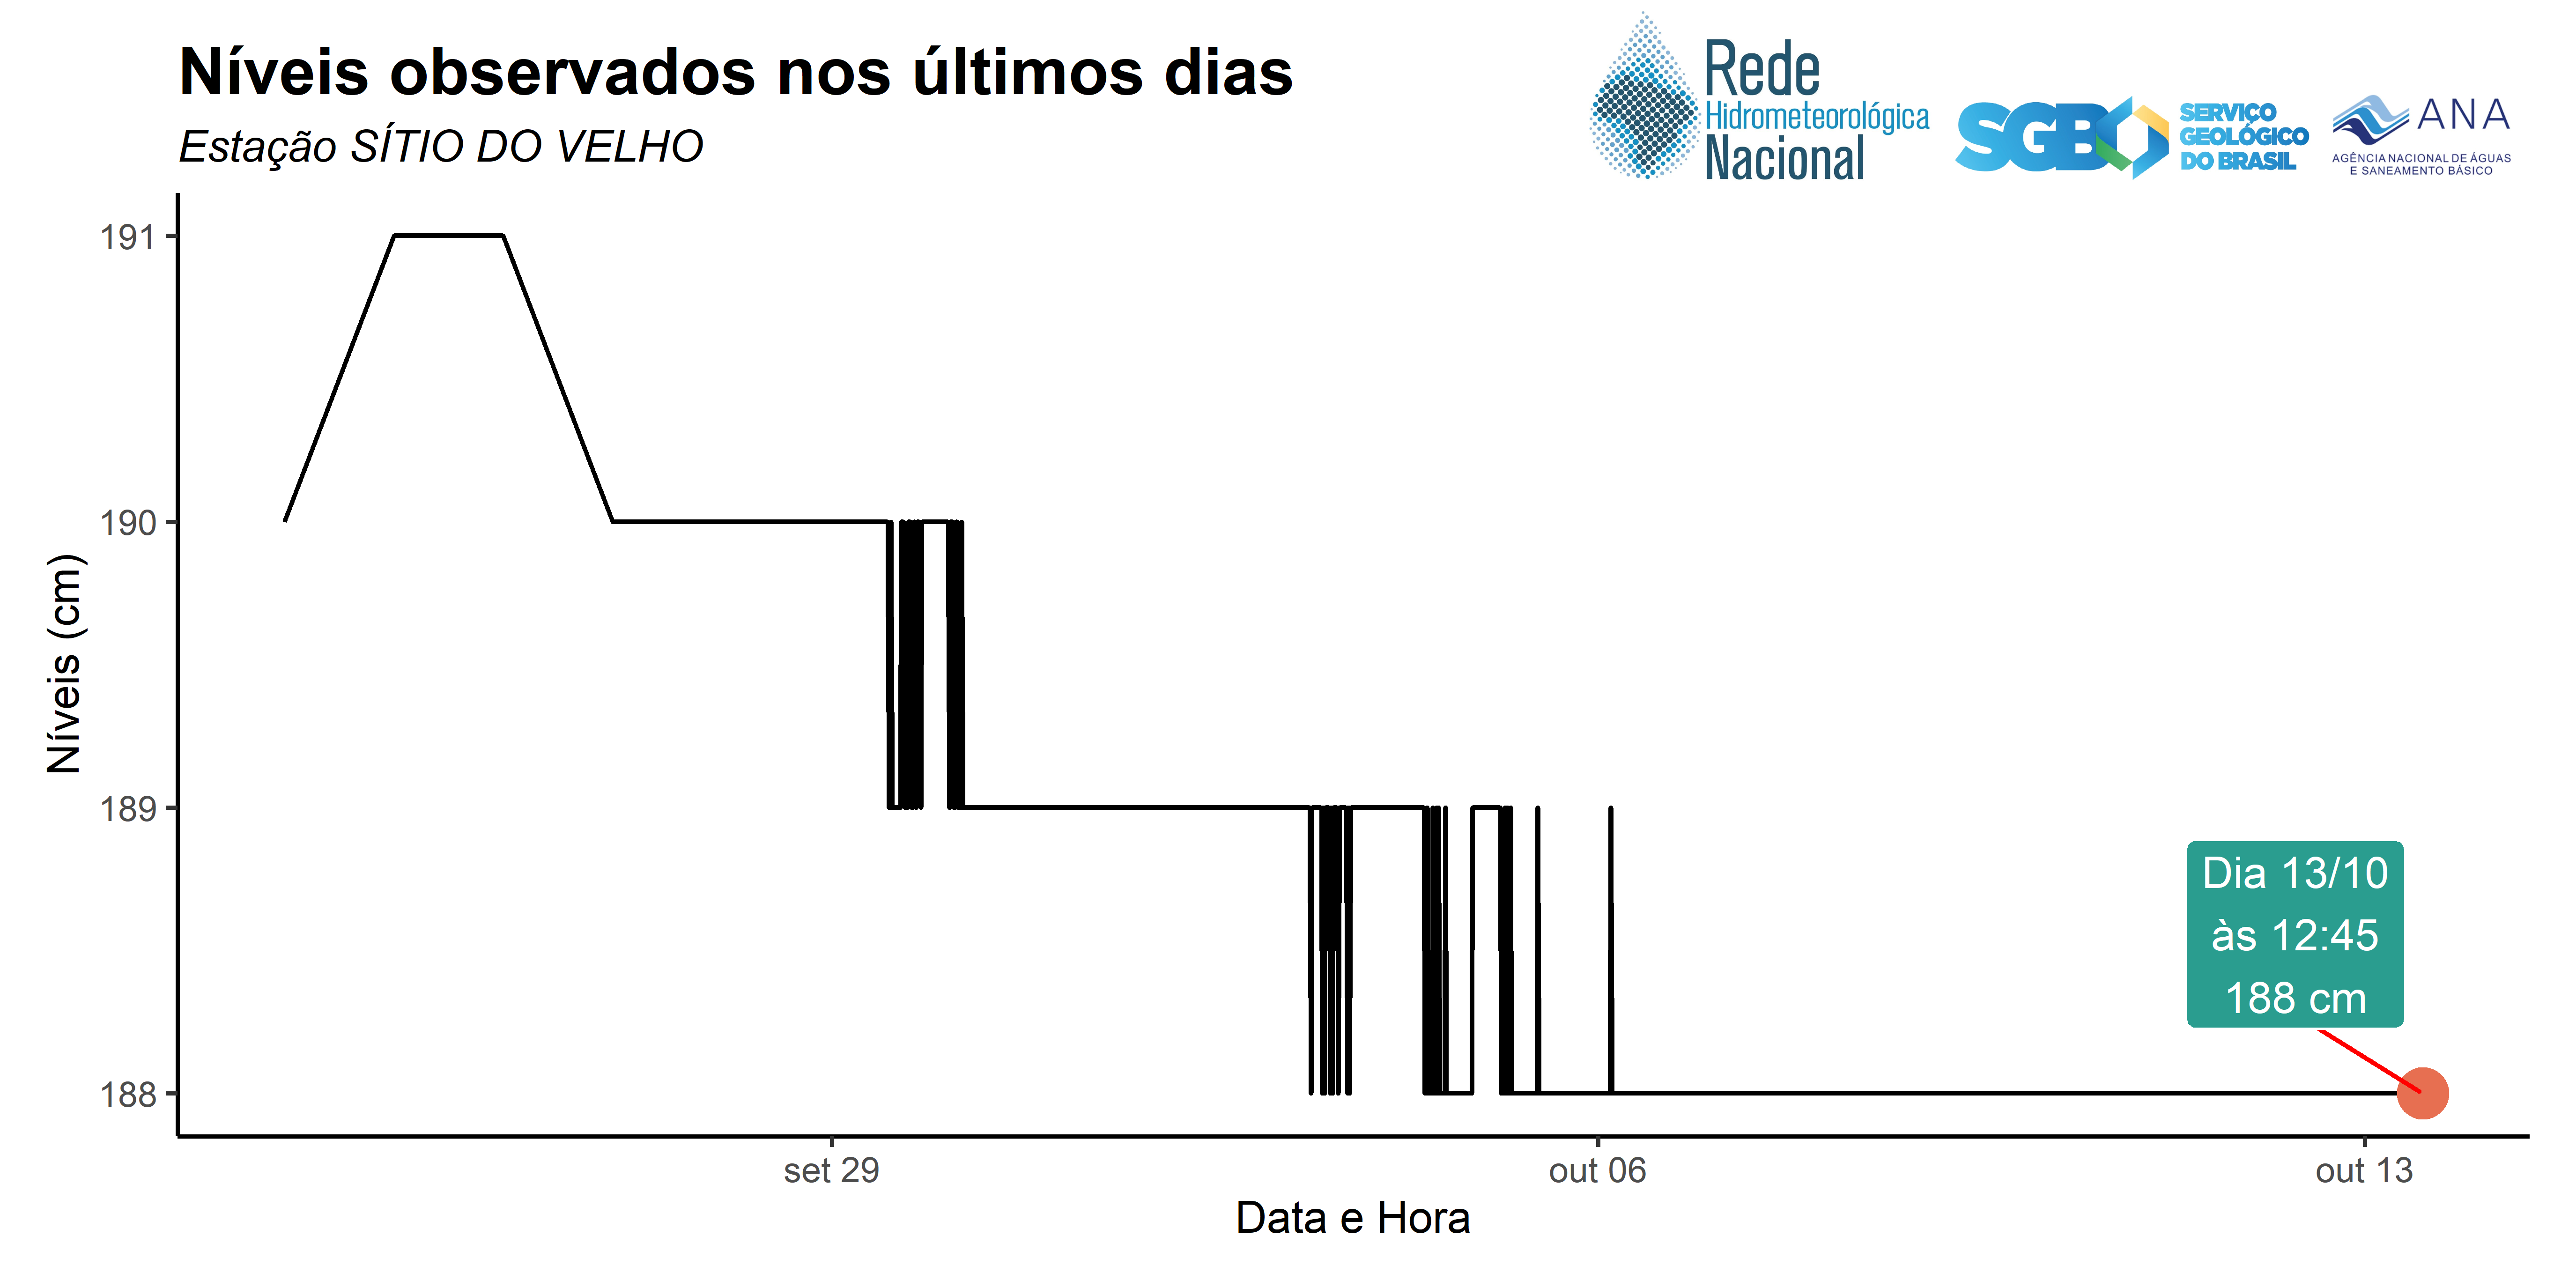 Níveis observados nos últimos dias
Estação SÍTIO DO VELHO
Rede
Hidrometeorológica
Nacional
SGB
SERVIÇO
GEOLÓGICO
DO BRASIL
ANA
AGÊNCIA NACIONAL DE ÁGUAS
E SANEAMENTO BÁSICO
191
190
189
188
Níveis (cm)
Dia 13/10
às 12:45
188 cm
set 29
out 06
out 13
Data e Hora